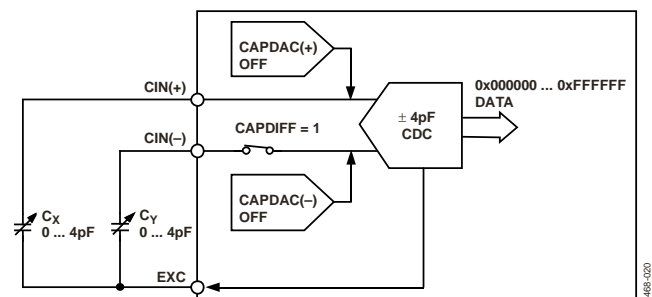 CAPDAC(+)
OFF
CIN(+)
0x000000 ... 0xFFFFFF
DATA
CIN(–)
CAPDIFF = 1
± 4pF
CDC
CAPDAC(–)
OFF
CX
0 ... 4pF
CY
0 ... 4pF
EXC
468-020